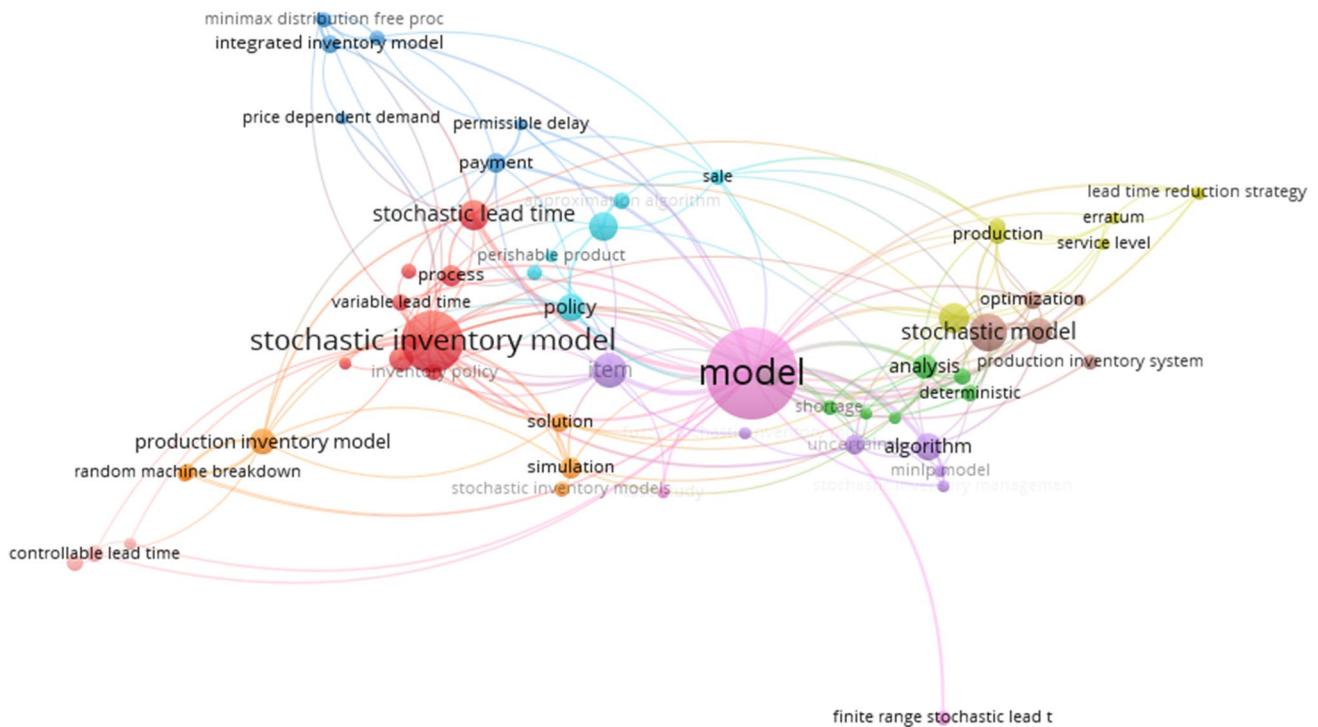 minimax distribution free proc
integrated inventory model
price dependent demand
permissible delay
payment
sale
lead time reduction strategy
approximation algorithm
stochastic lead time
erratum
production
service level
perishable product
process
variable lead time
policy
optimization
stochastic inventory model
stochastic model
production inventory system
inventory policy
item
model
analysis
deterministic
shortage
solution
production inventory model
algorithm
random machine breakdown
simulation
minlp model
stochastic inventory models
controllable lead time
finite range stochastic lead t